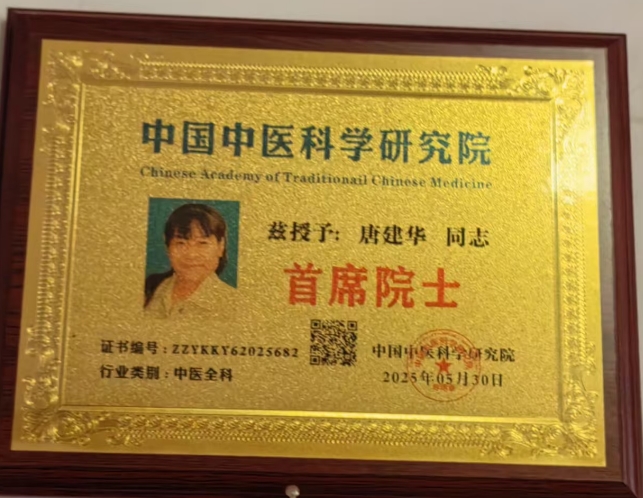 中国中医科学研究院
Chinese Academy of Traditionail Chinese Medicine
兹授予：唐建华 同志
首席院士
证书编号：ZZYKKY62025682
行业类别：中医全科
中国中医科学研究院
2025年05月30日